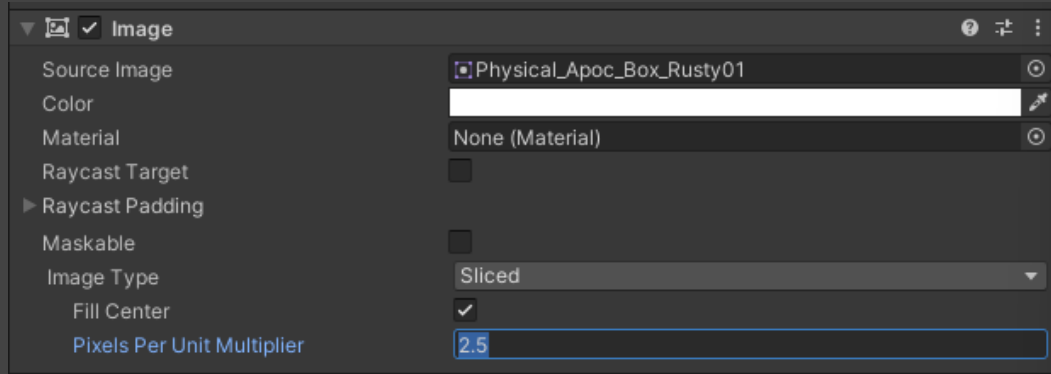 Image
Source Image Physical_Apoc_Box_Rusty01
Color
Material None (Material)
Raycast Target
Raycast Padding
Maskable
Image Type Sliced
Fill Center
Pixels Per Unit Multiplier 2.5